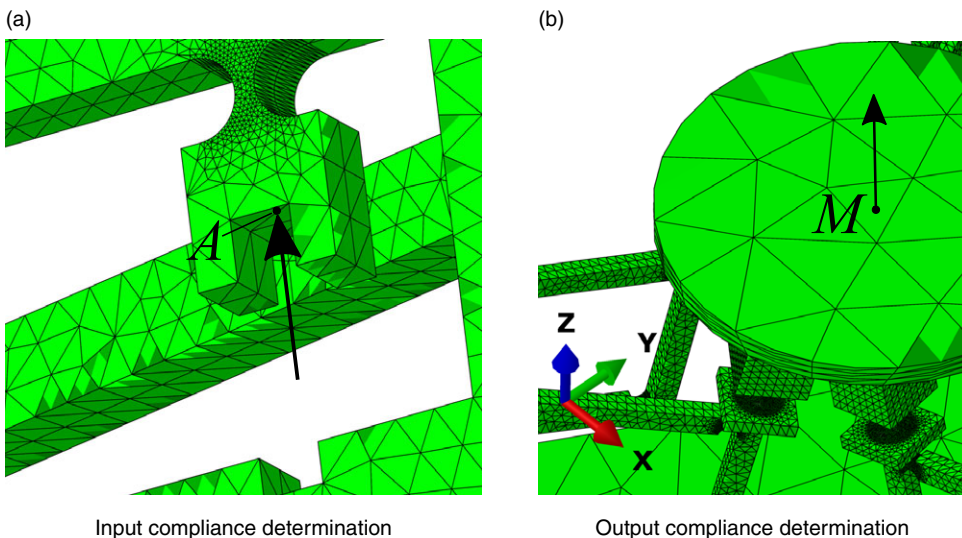 (a)
(b)
A
M
Z
Y
X
Input compliance determination
Output compliance determination